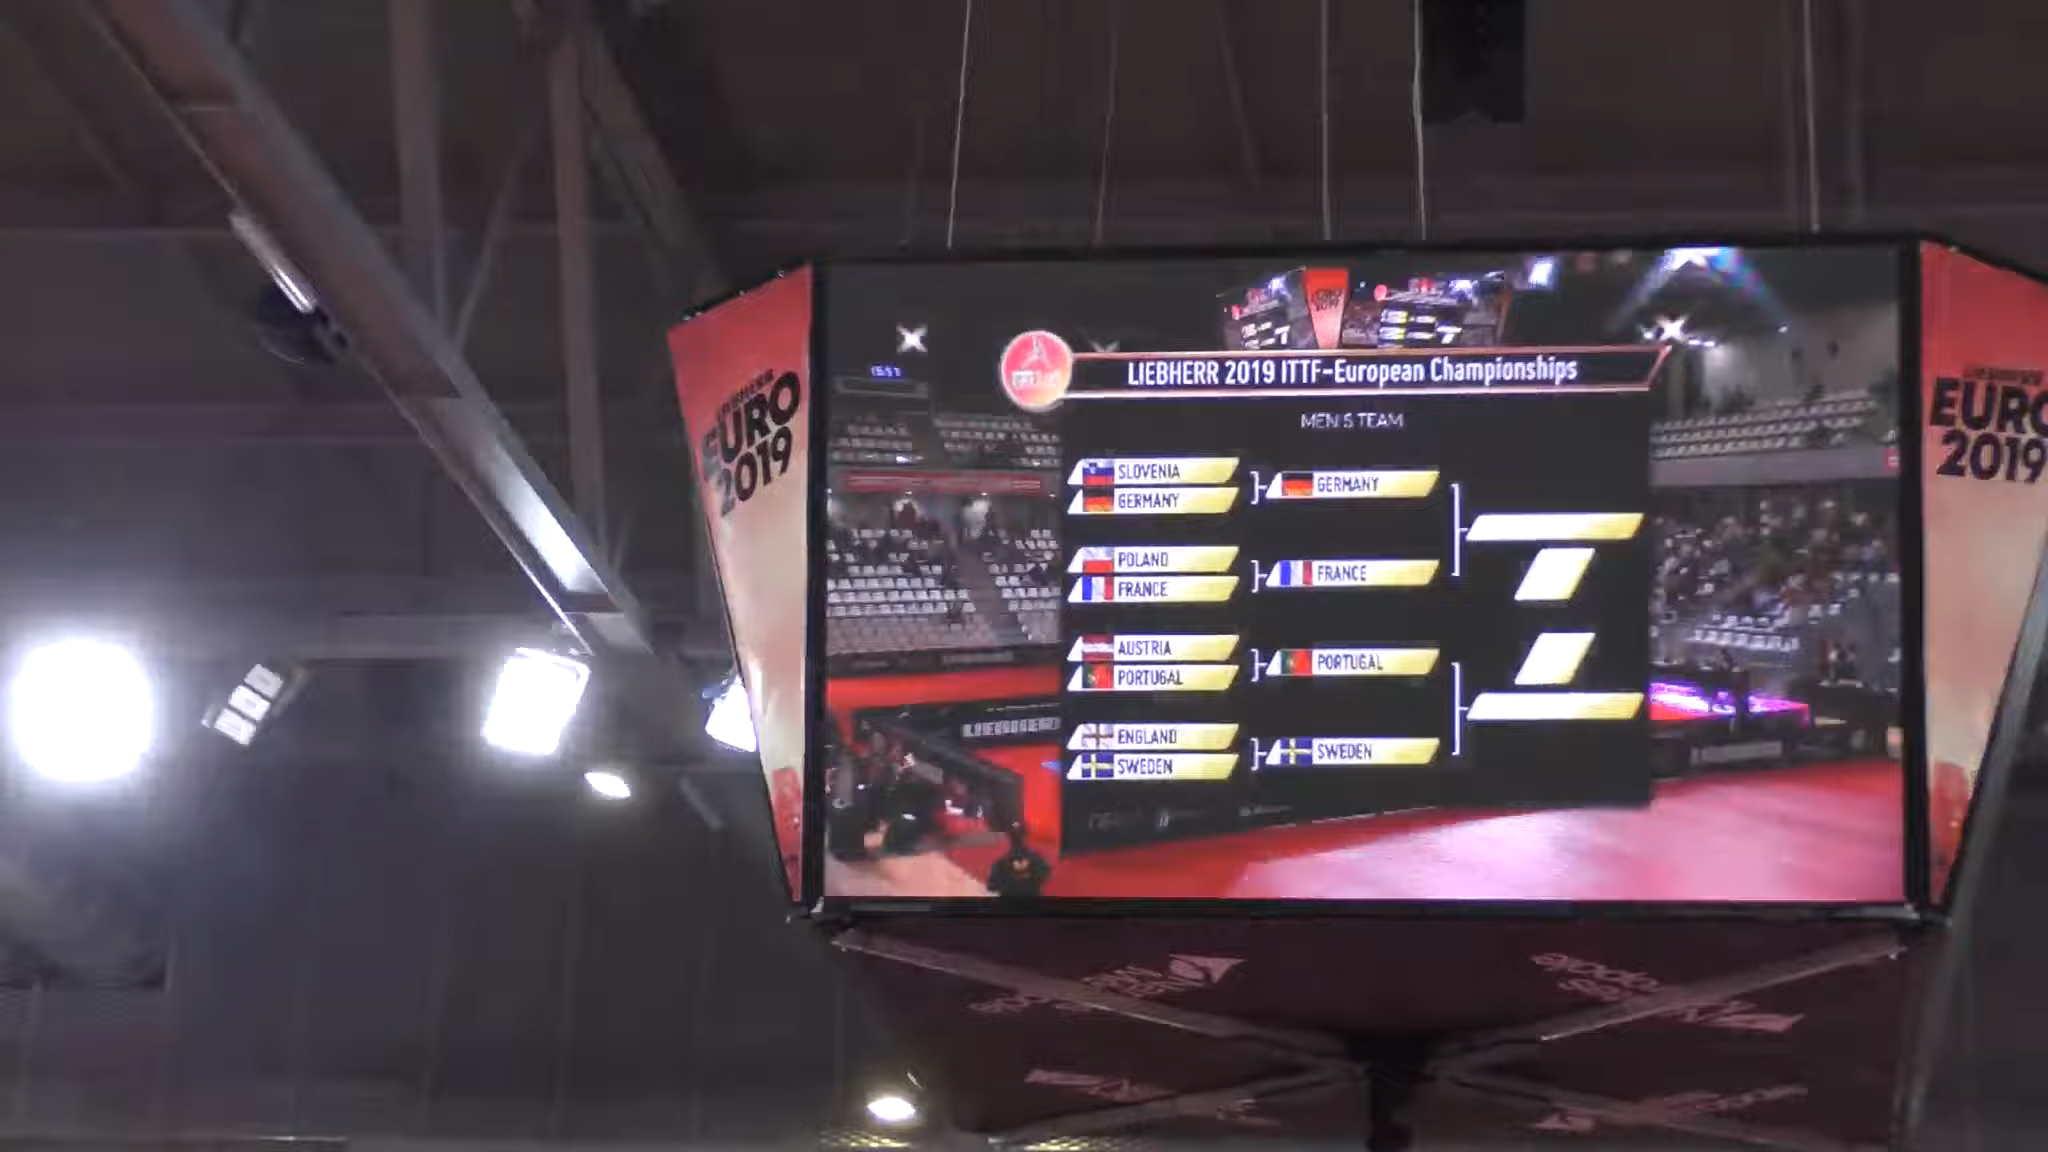 LIEBHERR 2019 ITTF-European Championships
MEN'S TEAM
SLOVENIA
GERMANY
GERMANY
POLAND
FRANCE
FRANCE
AUSTRIA
PORTUGAL
PORTUGAL
ENGLAND
SWEDEN
SWEDEN
EURO
2019
EURO
2019
LIEBHERR